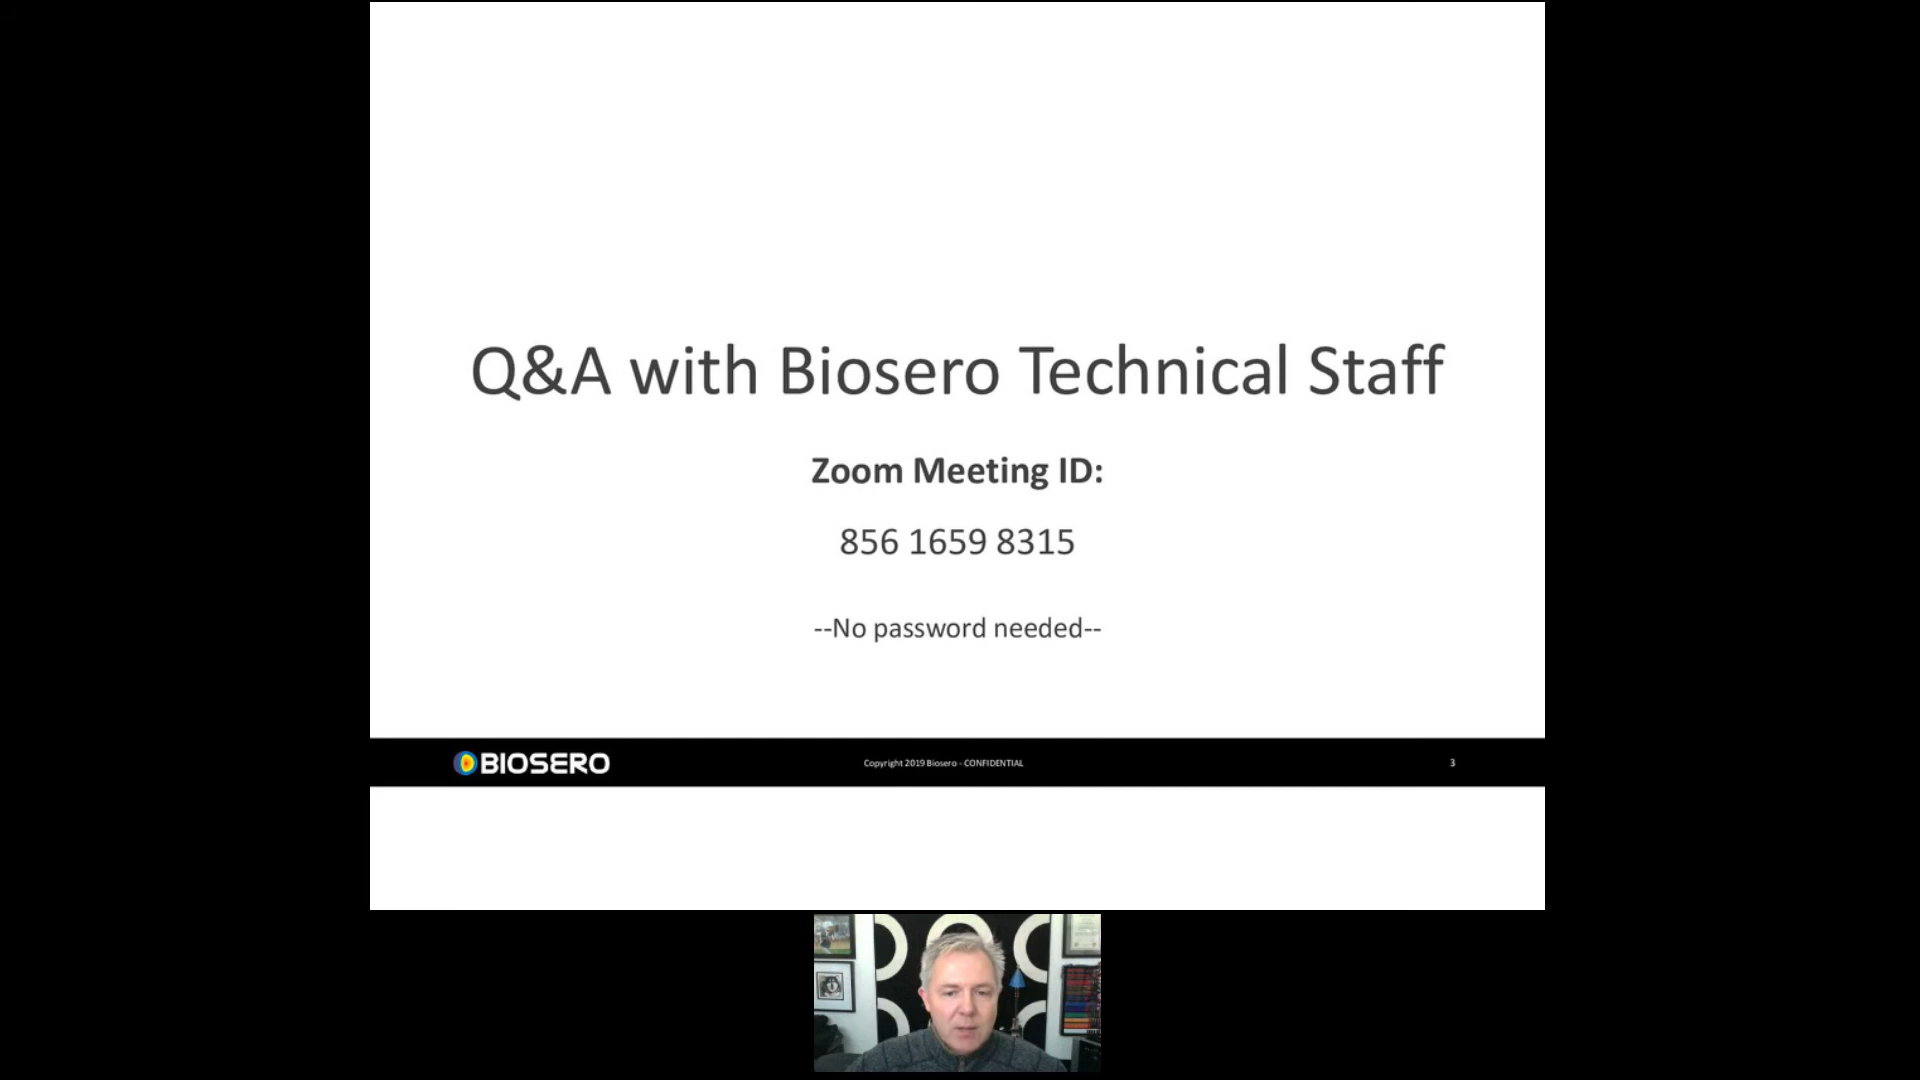 Q&A with Biosero Technical Staff
Zoom Meeting ID:
856 1659 8315
--No password needed--
BIOSERO
Copyright 2019 Biosero - CONFIDENTIAL
3